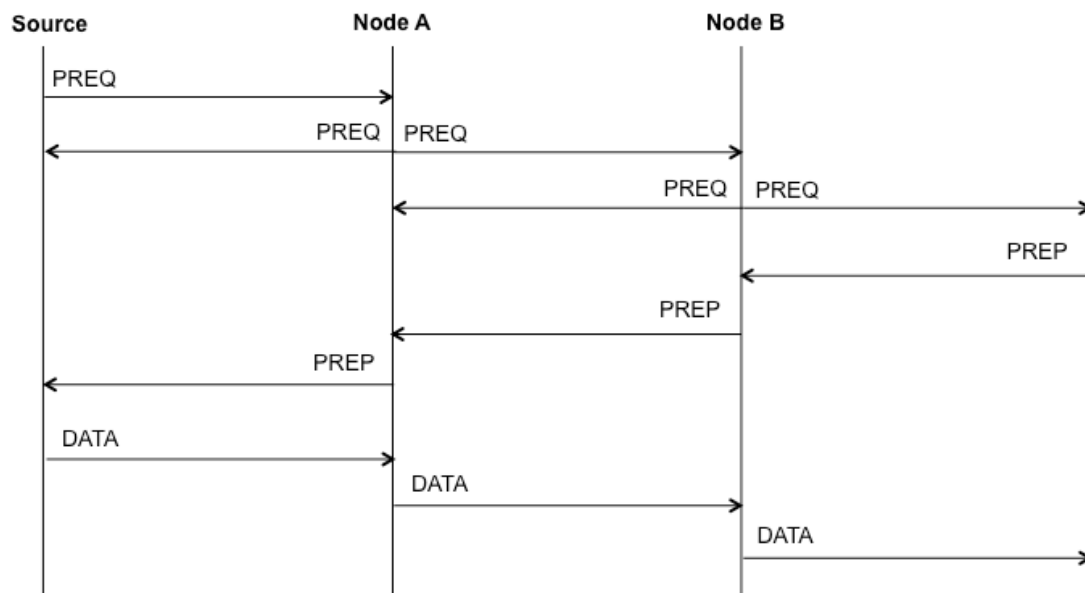 Source Node A Node B
PREQ
PREQ PREQ
PREQ PREQ
PREP
PREP
PREP
DATA
DATA
DATA